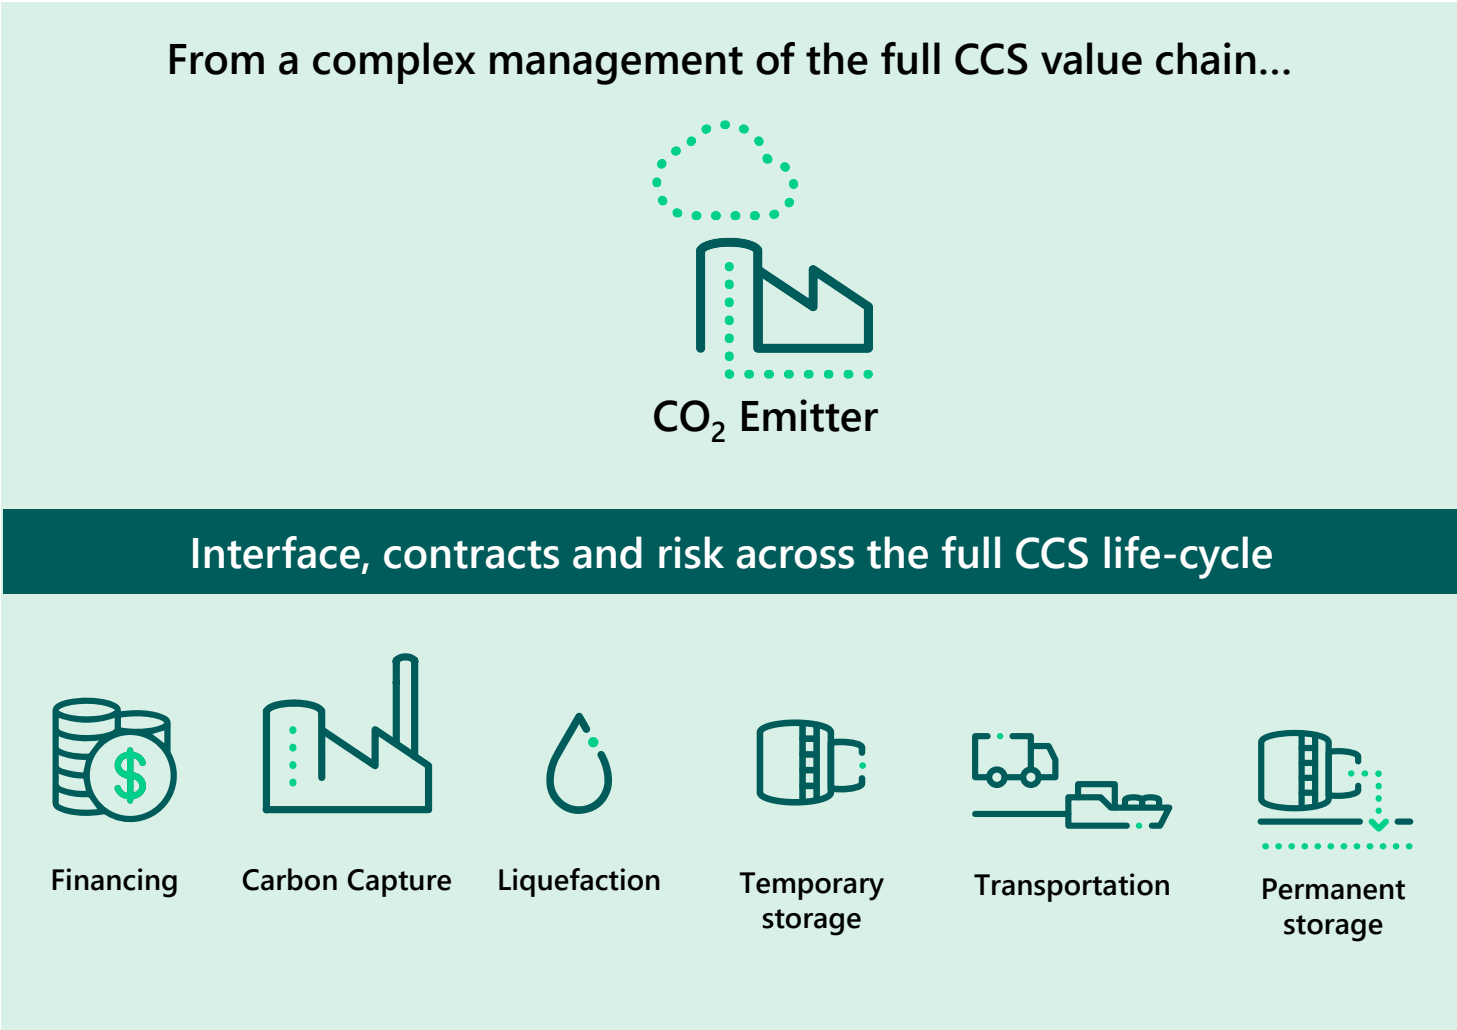 From a complex management of the full CCS value chain…
CO₂ Emitter
Interface, contracts and risk across the full CCS life-cycle
$
Financing
Carbon Capture
Liquefaction
Temporary
storage
Transportation
Permanent
storage